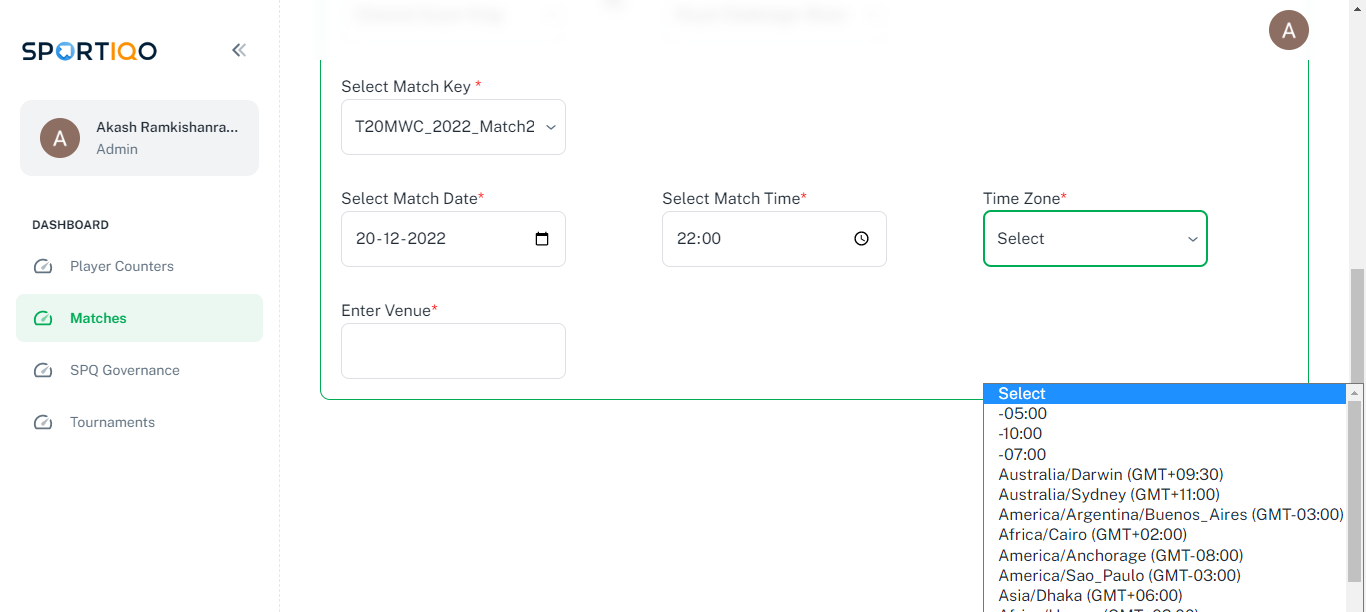 SPORTIQO
A
Akash Ramkishanra...
Admin
DASHBOARD
Player Counters
Matches
SPQ Governance
Tournaments
A
Select Match Key *
T20MWC_2022_Match2
Select Match Date*
20-12-2022
Select Match Time*
22:00
Time Zone*
Select
Enter Venue*
Select
-05:00
-10:00
-07:00
Australia/Darwin (GMT+09:30)
Australia/Sydney (GMT+11:00)
America/Argentina/Buenos_Aires (GMT-03:00)
Africa/Cairo (GMT+02:00)
America/Anchorage (GMT-08:00)
America/Sao_Paulo (GMT-03:00)
Asia/Dhaka (GMT+06:00)